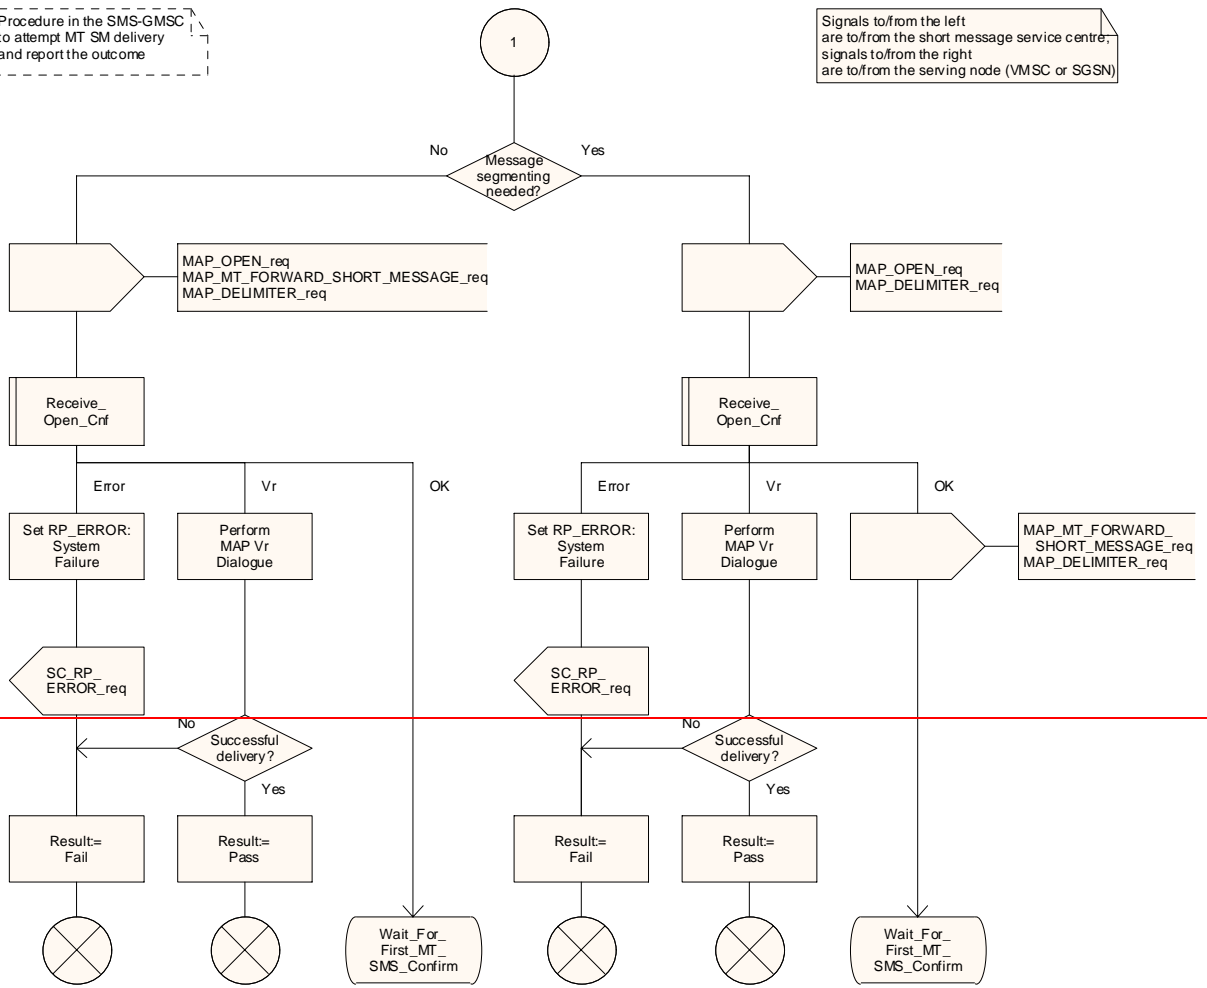 Procedure in the SMS-GMSC
to attempt MT SM delivery
and report the outcome
1
Signals to/from the left
are to/from the short message service centre;
signals to/from the right
are to/from the serving node (VMSC or SGSN)
No
Yes
Message
segmenting
needed?
MAP_OPEN_req
MAP_MT_FORWARD_SHORT_MESSAGE_req
MAP_DELIMITER_req
MAP_OPEN_req
MAP_DELIMITER_req
Receive_
Open_Cnf
Receive_
Open_Cnf
Error
Vr
OK
Error
Vr
OK
Set RP_ERROR:
System
Failure
Perform
MAP Vr
Dialogue
Set RP_ERROR:
System
Failure
Perform
MAP Vr
Dialogue
MAP_MT_FORWARD_
SHORT_MESSAGE_req
MAP_DELIMITER_req
SC_RP_
ERROR_req
SC_RP_
ERROR_req
No
Successful
delivery?
Yes
No
Successful
delivery?
Yes
Result:=
Fail
Result:=
Pass
Result:=
Fail
Result:=
Pass
Wait_For_
First_MT_
SMS_Confirm
Wait_For_
First_MT_
SMS_Confirm